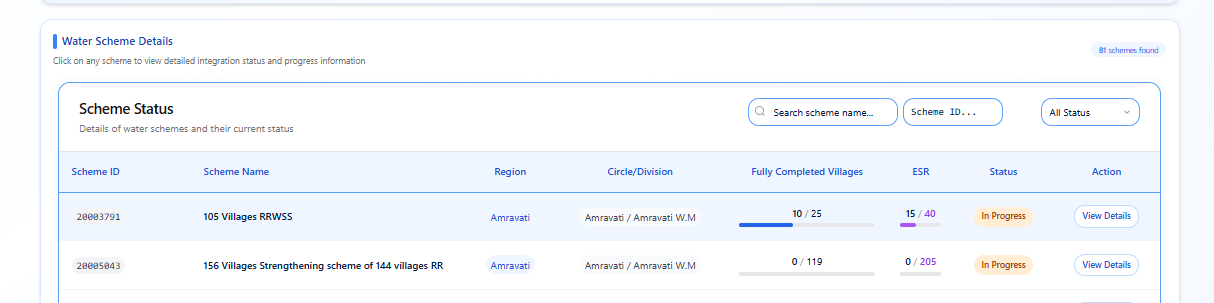 Water Scheme Details
Click on any scheme to view detailed integration status and progress information
81 schemes found
Scheme Status
Details of water schemes and their current status
Search scheme name...
Scheme ID...
All Status
Scheme ID Scheme Name Region Circle/Division Fully Completed Villages ESR Status Action
20003791 105 Villages RRWSS Amravati Amravati / Amravati W.M 10 / 25 15 / 40 In Progress View Details
20005043 156 Villages Strengthening scheme of 144 villages RR Amravati Amravati / Amravati W.M 0 / 119 0 / 205 In Progress View Details